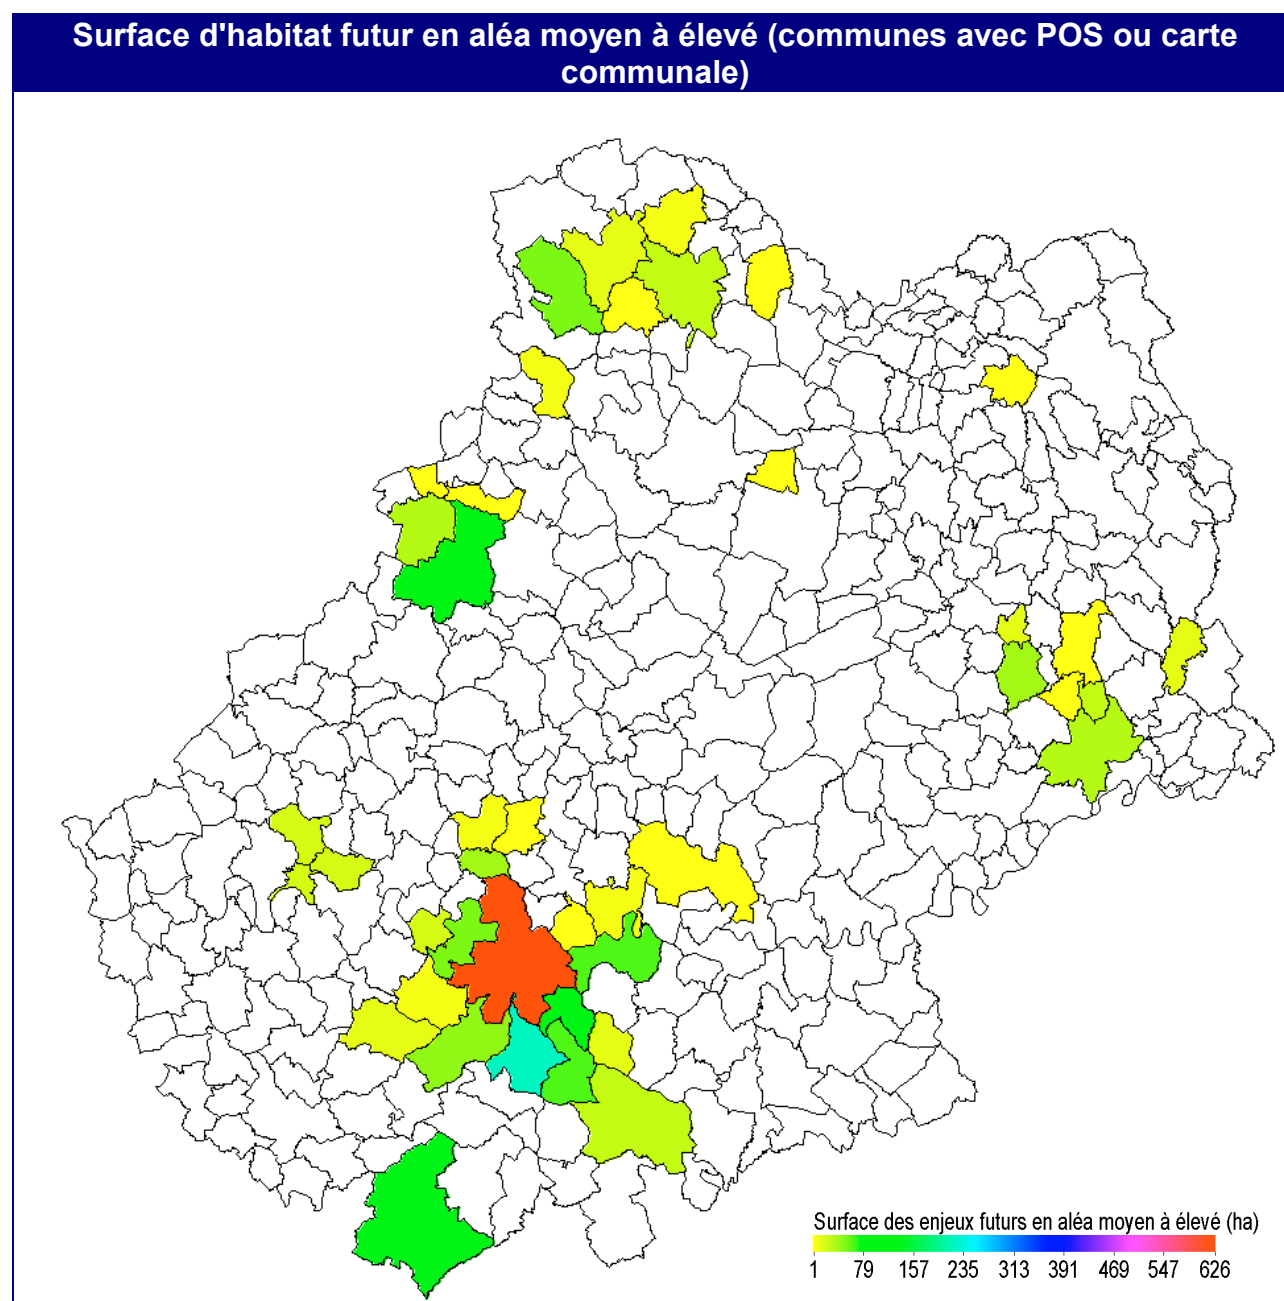 Surface d'habitat futur en aléa moyen à élevé (communes avec POS ou carte
communale)
Surface des enjeux futurs en aléa moyen à élevé (ha)
1 79 157 235 313 391 469 547 626